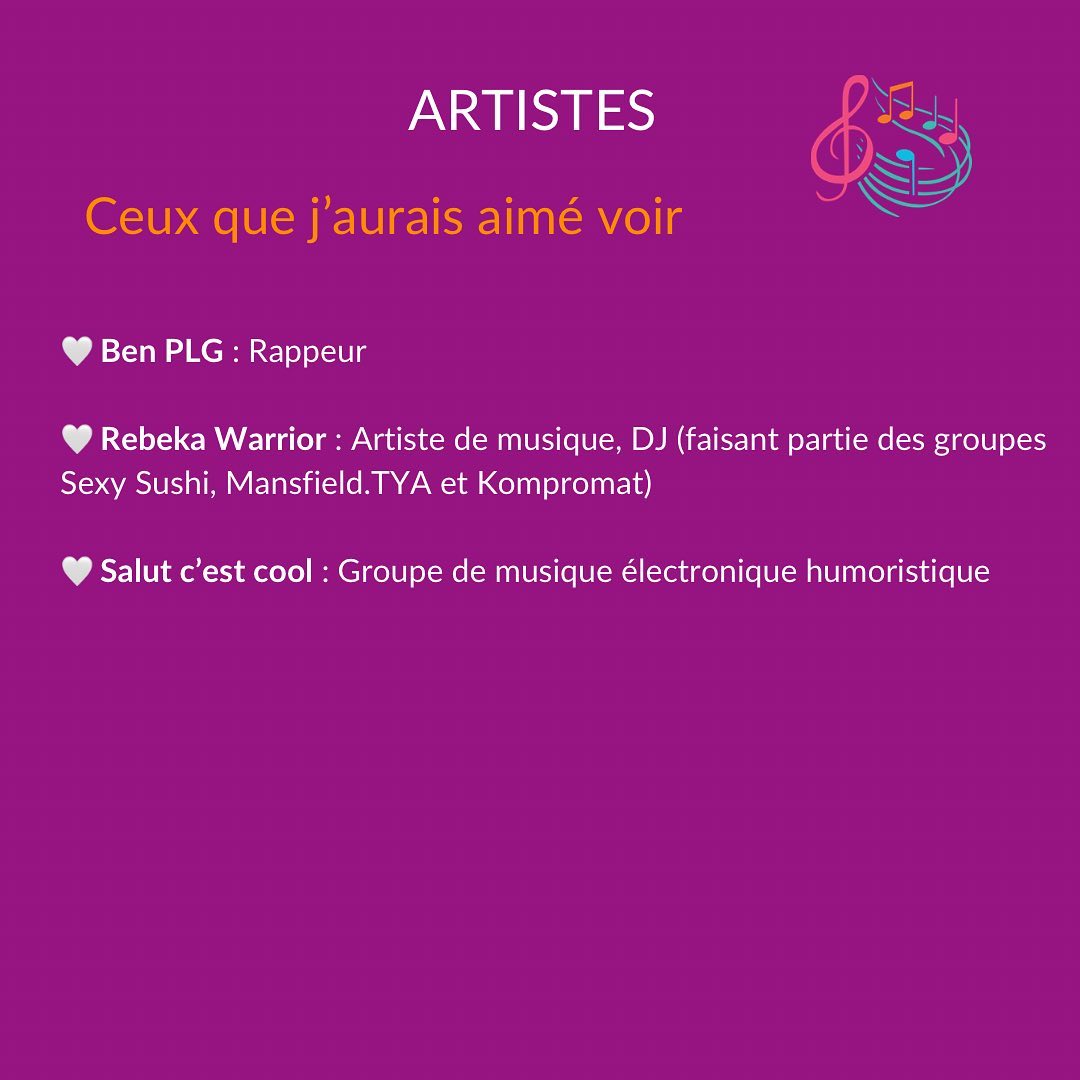 ARTISTES
Ceux que j’aurais aimé voir
🤍 Ben PLG : Rappeur
🤍 Rebeka Warrior : Artiste de musique, DJ (faisant partie des groupes
Sexy Sushi, Mansfield.TYA et Kompromat)
🤍 Salut c’est cool : Groupe de musique électronique humoristique